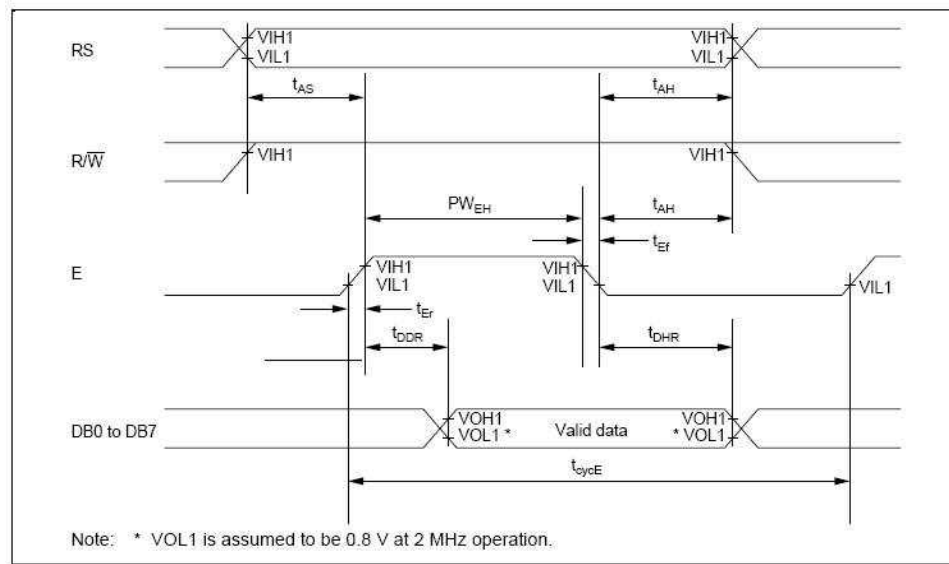 RS
VIH1
VIL1
VIH1
VIL1
tAS
tAH
R/W̅
VIH1
VIH1
PWEH
tAH
tEf
E
VIH1
VIL1
VIH1
VIL1
VIL1
tEr
tDDR
tDHR
DB0 to DB7
VOH1
VOL1 *
Valid data
VOH1
* VOL1
tcycE
Note: * VOL1 is assumed to be 0.8 V at 2 MHz operation.